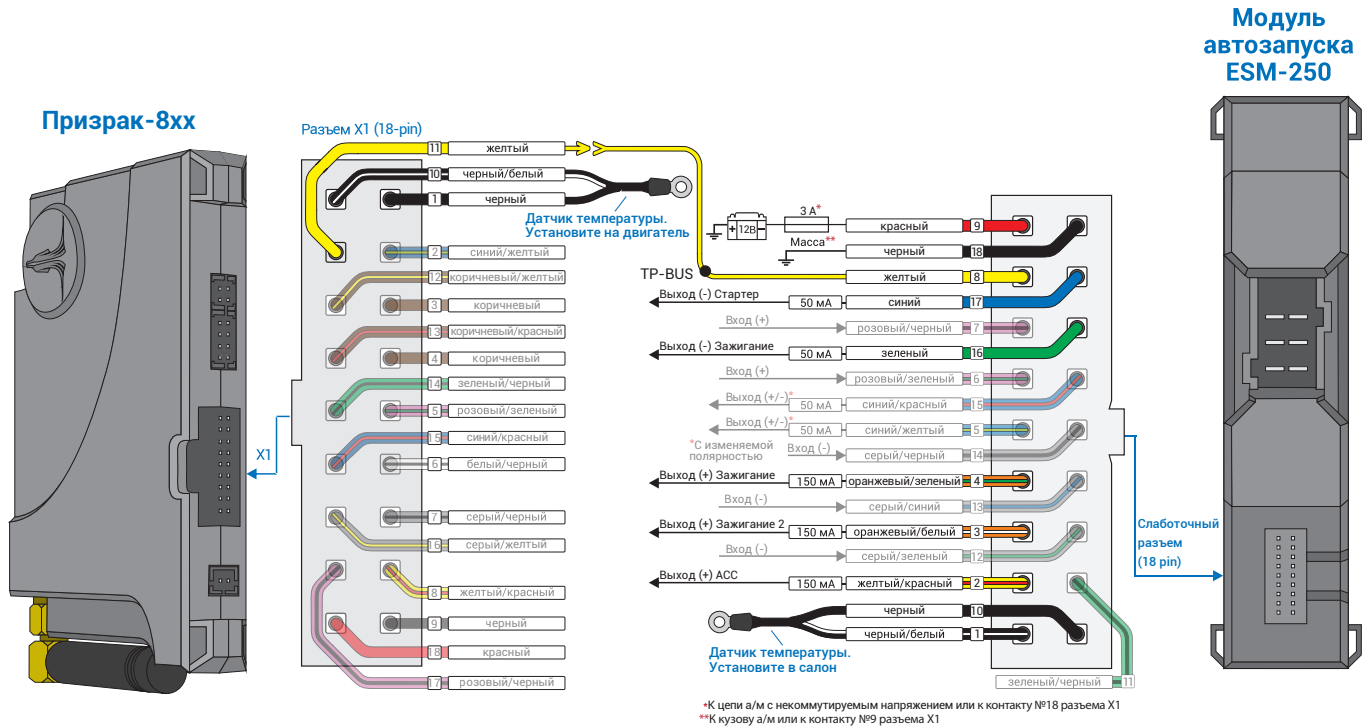 Модуль
автозапуска
ESM-250
Призрак-8xx
Разъем X1 (18-pin)
11 желтый
10 черный/белый
1 черный
Датчик температуры.
Установите на двигатель
2 синий/желтый
12 коричневый/желтый
3 коричневый
13 коричневый/красный
4 коричневый
14 зеленый/черный
5 розовый/зеленый
15 синий/красный
6 белый/черный
7 серый/черный
16 серый/желтый
8 желтый/красный
9 черный
18 красный
17 розовый/черный
X1
+ 12В – 3 А* красный 9
Масса** черный 18
TP-BUS желтый 8
Выход (-) Стартер 50 мА синий 17
Вход (+) розовый/черный 7
Выход (-) Зажигание 50 мА зеленый 16
Вход (+) розовый/зеленый 6
Выход (+/-)* 50 мА синий/красный 15
Выход (+/-)* 50 мА синий/желтый 5
*С изменяемой
полярностью
Вход (-) серый/черный 14
Выход (+) Зажигание 150 мА оранжевый/зеленый 4
Вход (-) серый/синий 13
Выход (+) Зажигание 2 150 мА оранжевый/белый 3
Вход (-) серый/зеленый 12
Выход (+) ACC 150 мА желтый/красный 2
черный 10
черный/белый 1
Датчик температуры.
Установите в салон
зеленый/черный 11
Слаботочный
разъем
(18 pin)
*К цепи а/м с некоммутируемым напряжением или к контакту №18 разъема X1
**К кузову а/м или к контакту №9 разъема X1